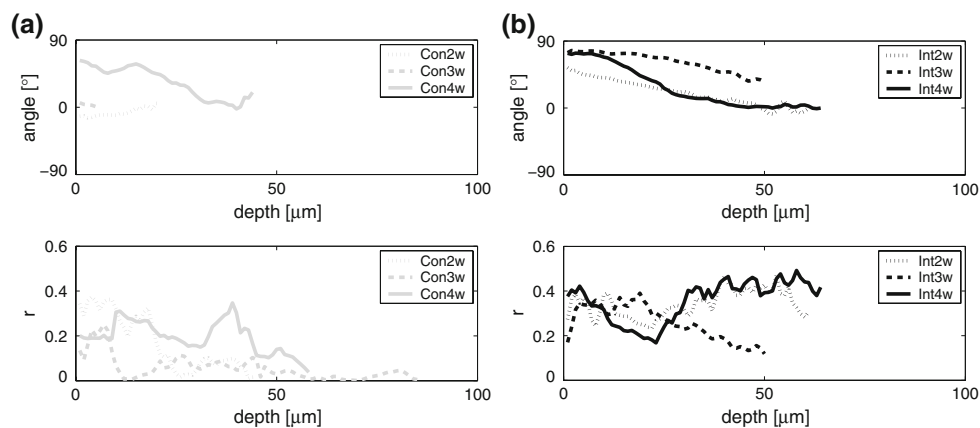 (a)
90
0
−90
angle [°]
Con2w
Con3w
Con4w
0
50
100
depth [μm]
(b)
90
0
−90
angle [°]
Int2w
Int3w
Int4w
0
50
100
depth [μm]
0.6
0.4
0.2
0
r
Con2w
Con3w
Con4w
0
50
100
depth [μm]
0.6
0.4
0.2
0
r
Int2w
Int3w
Int4w
0
50
100
depth [μm]